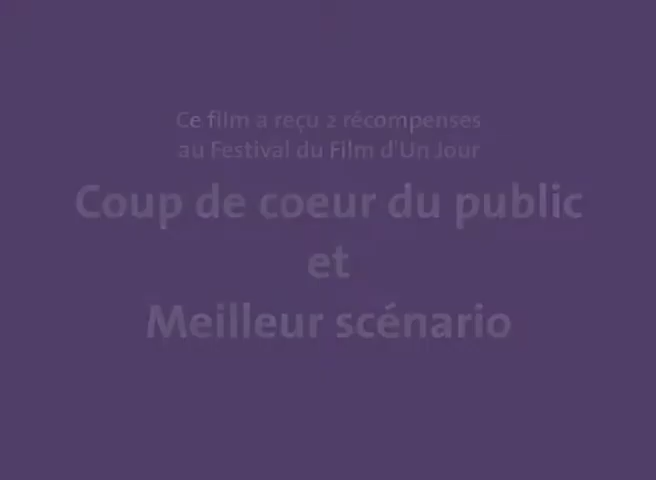 Ce film a reçu 2 récompenses
au Festival du Film d'Un Jour
Coup de coeur du public
et
Meilleur scénario